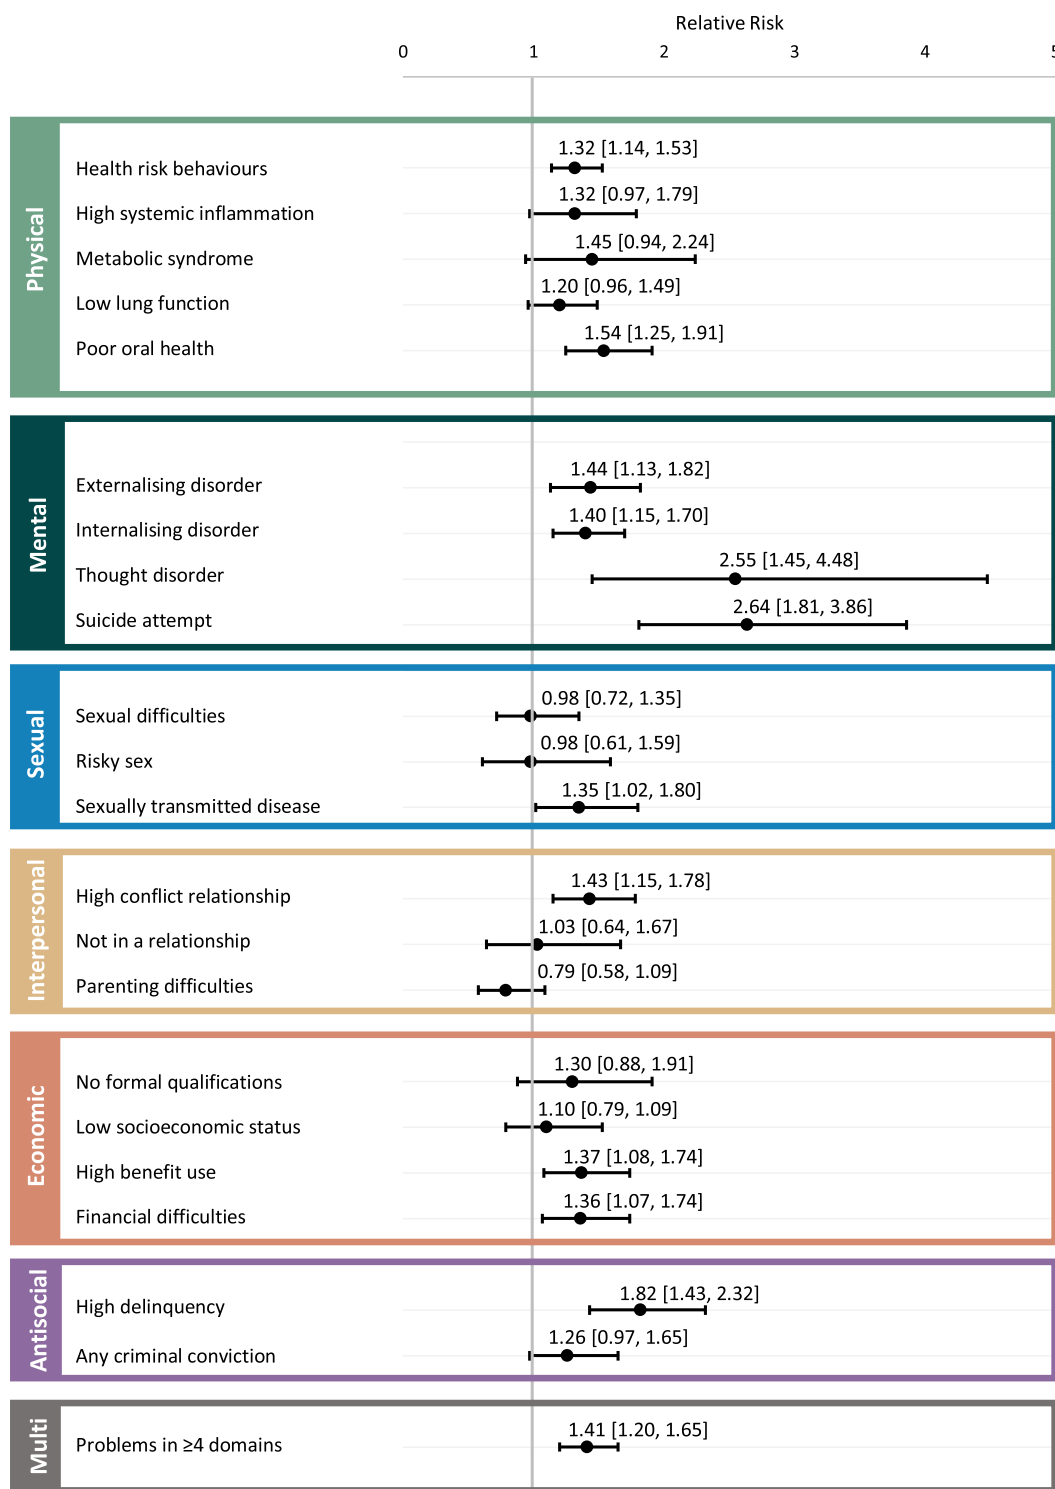 Relative Risk
0 1 2 3 4 5
Physical
1.32 [1.14, 1.53]
Health risk behaviours
1.32 [0.97, 1.79]
High systemic inflammation
1.45 [0.94, 2.24]
Metabolic syndrome
1.20 [0.96, 1.49]
Low lung function
1.54 [1.25, 1.91]
Poor oral health
Mental
1.44 [1.13, 1.82]
Externalising disorder
1.40 [1.15, 1.70]
Internalising disorder
2.55 [1.45, 4.48]
Thought disorder
2.64 [1.81, 3.86]
Suicide attempt
Sexual
0.98 [0.72, 1.35]
Sexual difficulties
0.98 [0.61, 1.59]
Risky sex
1.35 [1.02, 1.80]
Sexually transmitted disease
Interpersonal
1.43 [1.15, 1.78]
High conflict relationship
1.03 [0.64, 1.67]
Not in a relationship
0.79 [0.58, 1.09]
Parenting difficulties
Economic
1.30 [0.88, 1.91]
No formal qualifications
1.10 [0.79, 1.09]
Low socioeconomic status
1.37 [1.08, 1.74]
High benefit use
1.36 [1.07, 1.74]
Financial difficulties
Antisocial
1.82 [1.43, 2.32]
High delinquency
1.26 [0.97, 1.65]
Any criminal conviction
Multi
1.41 [1.20, 1.65]
Problems in ≥4 domains